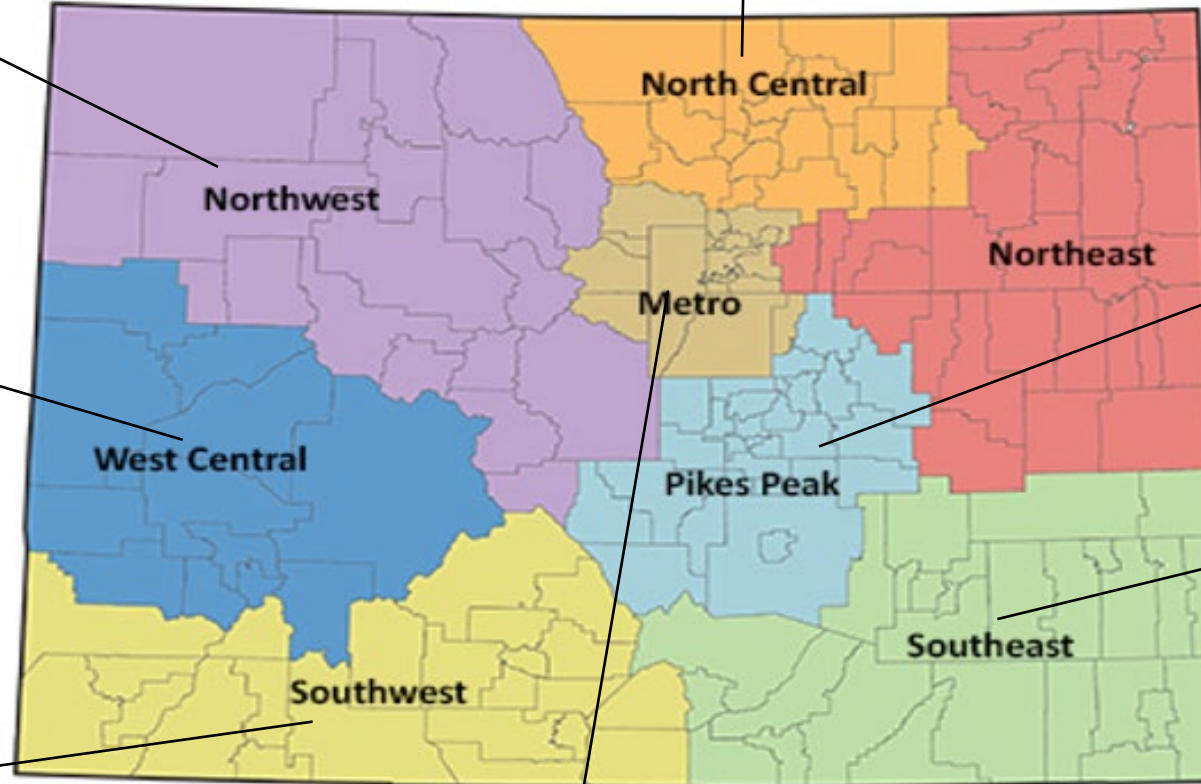 North Central
Northwest
Northeast
Metro
West Central
Pikes Peak
Southeast
Southwest